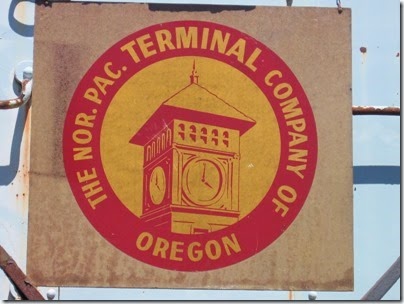 THE NOR. PAC. TERMINAL COMPANY OF
OREGON